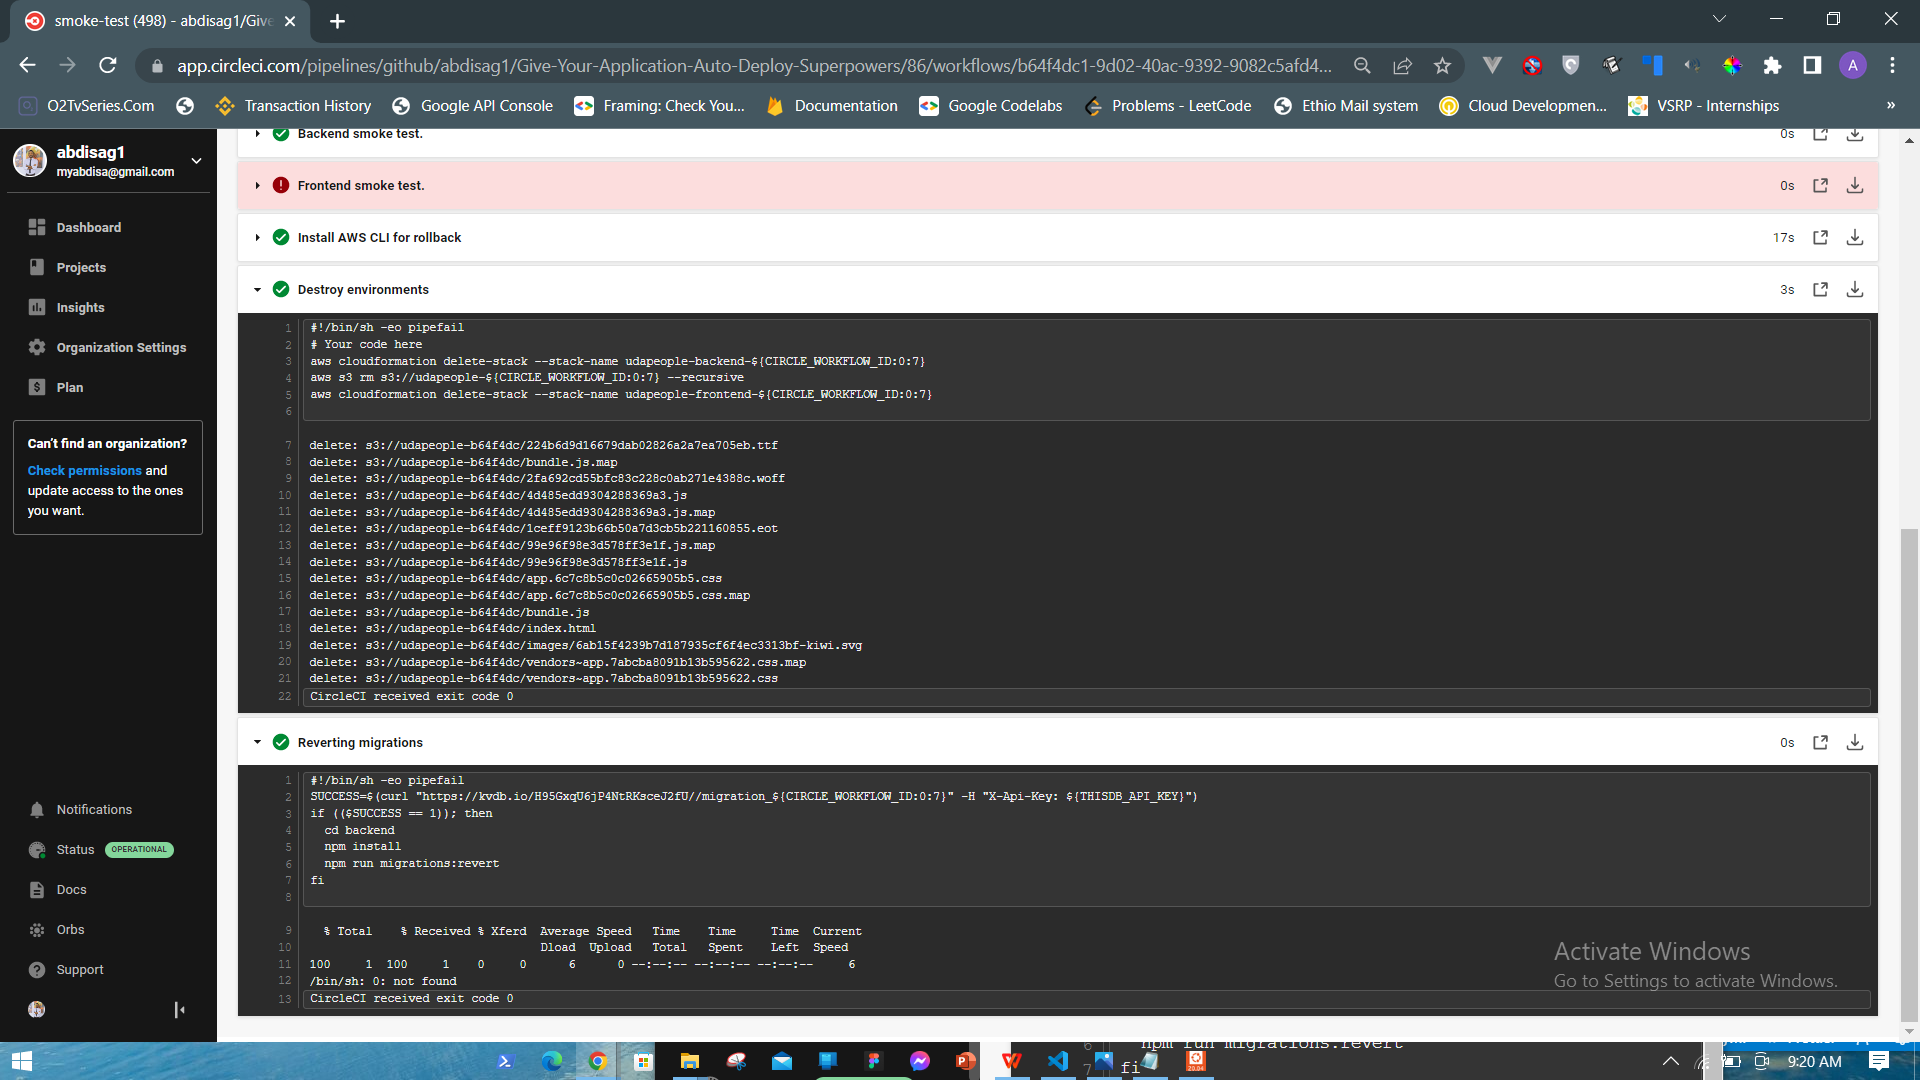 smoke-test (498) - abdisag1/Give
app.circleci.com/pipelines/github/abdisag1/Give-Your-Application-Auto-Deploy-Superpowers/86/workflows/b64f4dc1-9d02-40ac-9392-9082c5afd4...
A
O2TvSeries.Com
Transaction History
Google API Console
Framing: Check You...
Documentation
Google Codelabs
Problems - LeetCode
Ethio Mail system
Cloud Developmen...
VSRP - Internships
»
abdisag1
myabdisa@gmail.com
Dashboard
Projects
Insights
Organization Settings
Plan
Can't find an organization?
Check permissions and
update access to the ones
you want.
Notifications
Status OPERATIONAL
Docs
Orbs
Support
Backend smoke test. 0s
Frontend smoke test. 0s
Install AWS CLI for rollback 17s
Destroy environments 3s
1 #!/bin/sh -eo pipefail
2 # Your code here
3 aws cloudformation delete-stack --stack-name udapeople-backend-${CIRCLE_WORKFLOW_ID:0:7}
4 aws s3 rm s3://udapeople-${CIRCLE_WORKFLOW_ID:0:7} --recursive
5 aws cloudformation delete-stack --stack-name udapeople-frontend-${CIRCLE_WORKFLOW_ID:0:7}
6
7 delete: s3://udapeople-b64f4dc/224b6d9d16679dab02826a2a7ea705eb.ttf
8 delete: s3://udapeople-b64f4dc/bundle.js.map
9 delete: s3://udapeople-b64f4dc/2fa692cd55bfc83c228c0ab271e4388c.woff
10 delete: s3://udapeople-b64f4dc/4d485edd9304288369a3.js
11 delete: s3://udapeople-b64f4dc/4d485edd9304288369a3.js.map
12 delete: s3://udapeople-b64f4dc/1ceff9123b66b50a7d3cb5b221160855.eot
13 delete: s3://udapeople-b64f4dc/99e96f98e3d578ff3e1f.js.map
14 delete: s3://udapeople-b64f4dc/99e96f98e3d578ff3e1f.js
15 delete: s3://udapeople-b64f4dc/app.6c7c8b5c0c02665905b5.css
16 delete: s3://udapeople-b64f4dc/app.6c7c8b5c0c02665905b5.css.map
17 delete: s3://udapeople-b64f4dc/bundle.js
18 delete: s3://udapeople-b64f4dc/index.html
19 delete: s3://udapeople-b64f4dc/images/6ab15f4239b7d187935cf6f4ec3313bf-kiwi.svg
20 delete: s3://udapeople-b64f4dc/vendors~app.7abcba8091b13b595622.css.map
21 delete: s3://udapeople-b64f4dc/vendors~app.7abcba8091b13b595622.css
22 CircleCI received exit code 0
Reverting migrations 0s
1 #!/bin/sh -eo pipefail
2 SUCCESS=$(curl "https://kvdb.io/H95GxqU6jP4NtRKsceJ2fU//migration_${CIRCLE_WORKFLOW_ID:0:7}" -H "X-Api-Key: ${THISDB_API_KEY}")
3 if (($SUCCESS == 1)); then
4 cd backend
5 npm install
6 npm run migrations:revert
7 fi
8
9 % Total % Received % Xferd Average Speed Time Time Time Current
10 Dload Upload Total Spent Left Speed
11 100 1 100 1 0 0 6 0 --:--:-- --:--:-- --:--:-- 6
12 /bin/sh: 0: not found
13 CircleCI received exit code 0
Activate Windows
Go to Settings to activate Windows.
6 npm run migrations:revert
7 fi
20.04
9:20 AM